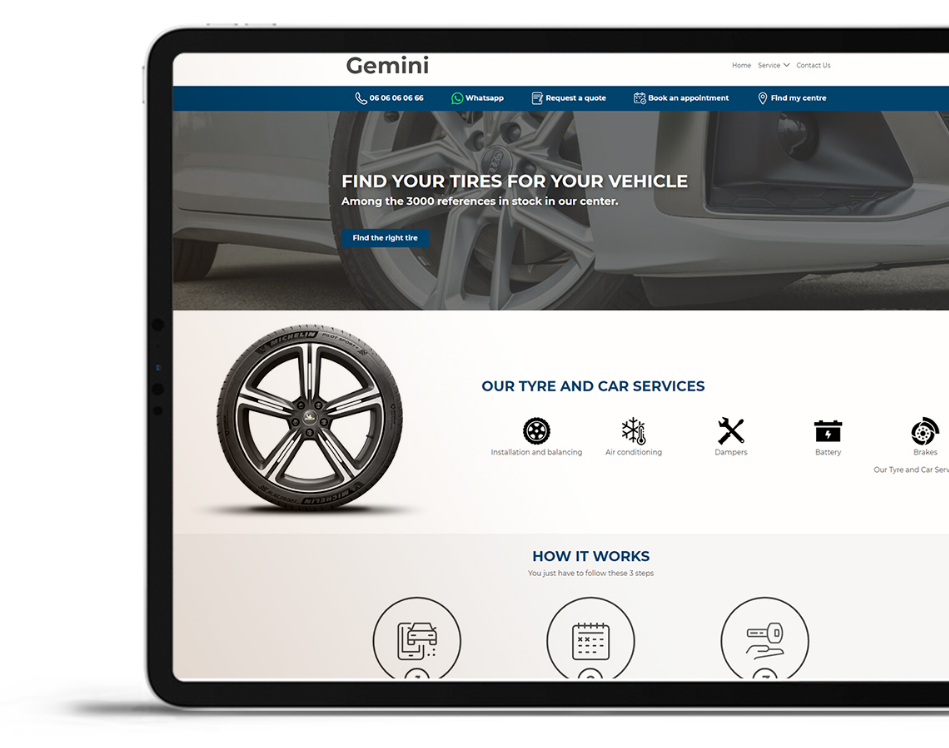 Gemini
Home Service Contact Us
06 06 06 06 66 Whatsapp Request a quote Book an appointment Find my centre
FIND YOUR TIRES FOR YOUR VEHICLE
Among the 3000 references in stock in our center.
Find the right tire
MICHELIN PILOT SPORT
OUR TYRE AND CAR SERVICES
Installation and balancing Air conditioning Dampers Battery Brakes
Our Tyre and Car Serv
MICHELIN
HOW IT WORKS
You just have to follow these 3 steps